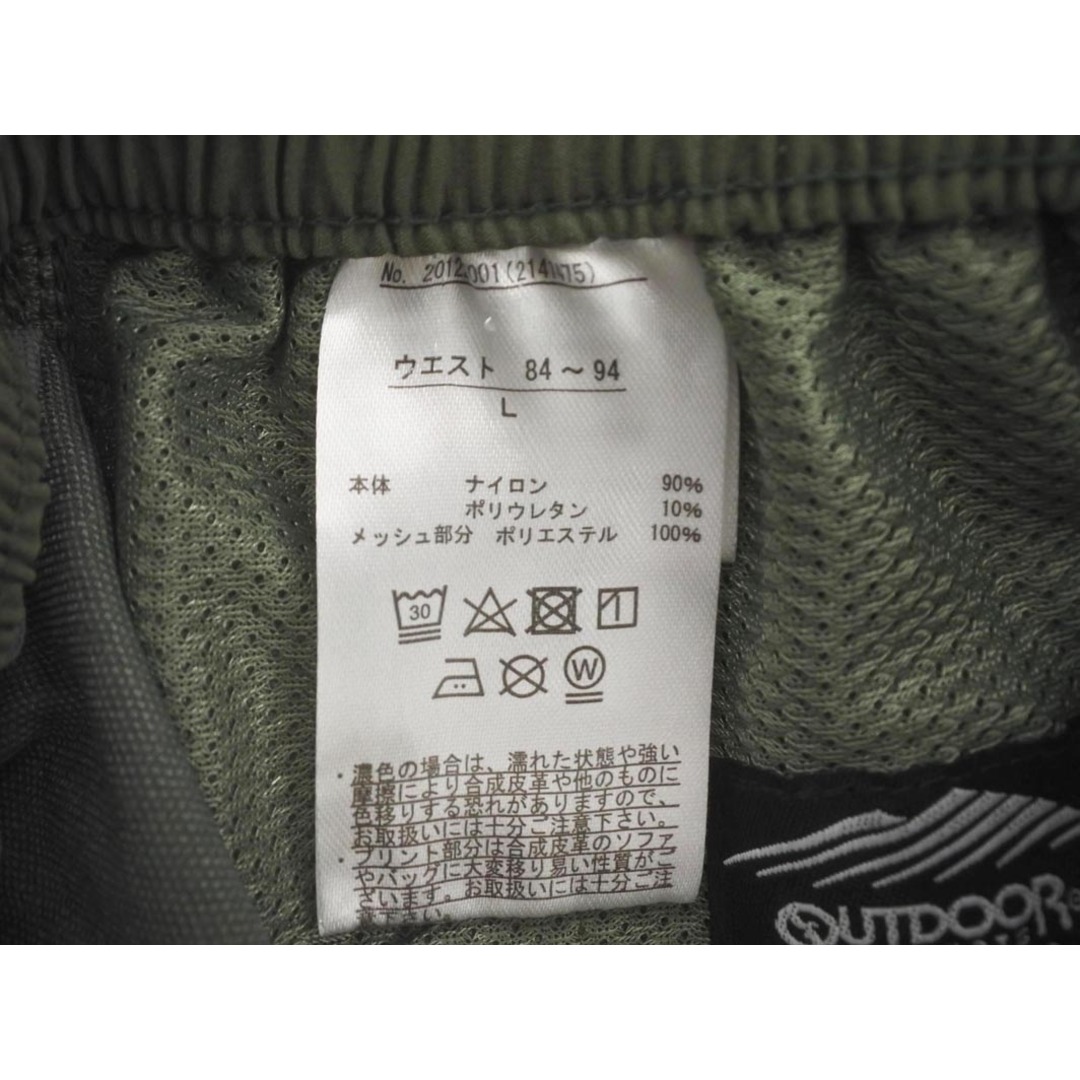 No. 2012001(2141475)
ウエスト 84～94
L
本体 ナイロン 90%
ポリウレタン 10%
メッシュ部分 ポリエステル 100%
30
W
・濃色の場合は、濡れた状態や強い
摩擦により合成皮革や他のものに
色移りする恐れがありますので、
お取扱いには十分ご注意下さい。
・プリント部分は合成皮革のソファ
やバッグに大変移り易い性質がご
ざいます。お取扱いには十分ご注
意下さい。
OUTDOOR